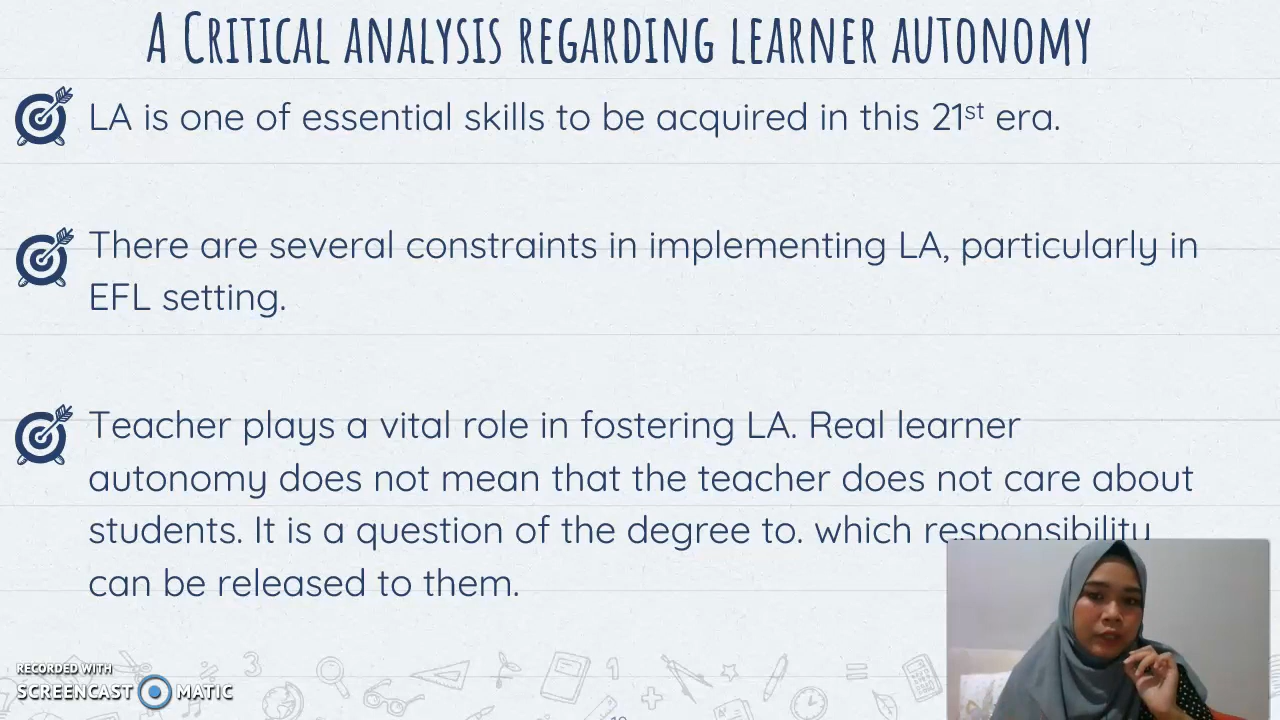 A CRITICAL ANALYSIS REGARDING LEARNER AUTONOMY
LA is one of essential skills to be acquired in this 21st era.
There are several constraints in implementing LA, particularly in
EFL setting.
Teacher plays a vital role in fostering LA. Real learner
autonomy does not mean that the teacher does not care about
students. It is a question of the degree to. which responsibility
can be released to them.
RECORDED WITH
SCREENCAST MATIC